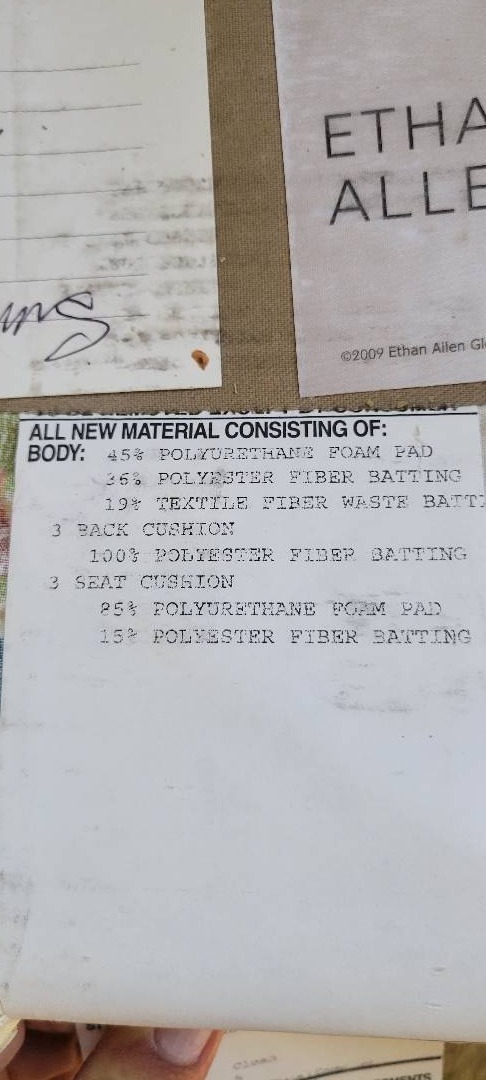 ETHA
ALLE
©2009 Ethan Allen Gl
ALL NEW MATERIAL CONSISTING OF:
BODY: 45% POLYURETHANE FOAM PAD
36% POLYESTER FIBER BATTING
19% TEXTILE FIBER WASTE BATTI
3 BACK CUSHION
100% POLYESTER FIBER BATTING
3 SEAT CUSHION
85% POLYURETHANE FOAM PAD
15% POLYESTER FIBER BATTING